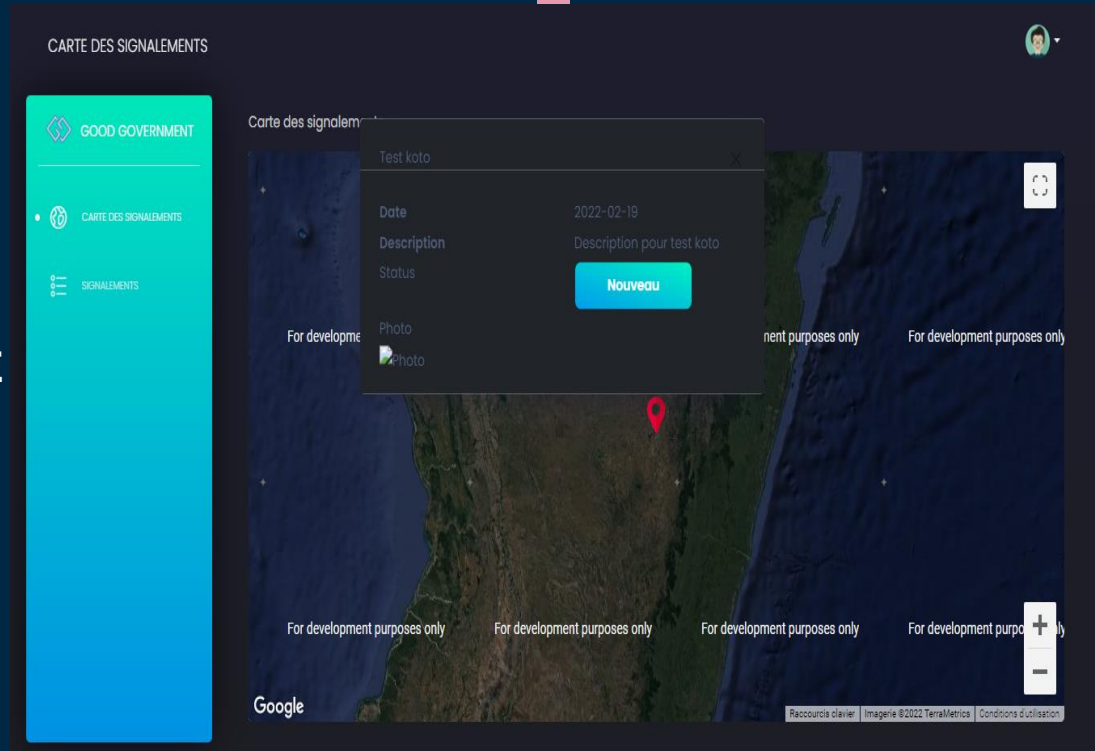 CARTE DES SIGNALEMENTS
GOOD GOVERNMENT
CARTE DES SIGNALEMENTS
SIGNALEMENTS
Carte des signalem
Test koto X
Date 2022-02-19
Description Description pour test koto
Status Nouveau
Photo
Photo
For developme ment purposes only For development purposes only
For development purposes only For development purposes only For development purposes only For development purpo ly
Google
Raccourcis clavier Imagerie ©2022 TerraMetrics Conditions d'utilisation